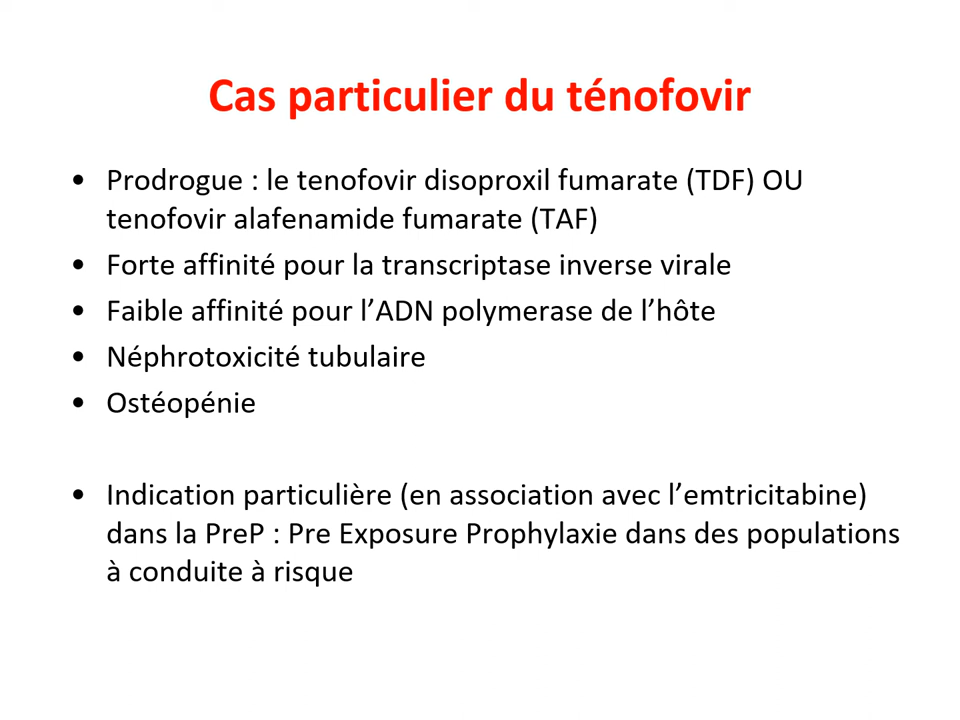 Cas particulier du ténofovir
• Prodrogue : le tenofovir disoproxil fumarate (TDF) OU
tenofovir alafenamide fumarate (TAF)
• Forte affinité pour la transcriptase inverse virale
• Faible affinité pour l’ADN polymerase de l’hôte
• Néphrotoxicité tubulaire
• Ostéopénie
• Indication particulière (en association avec l’emtricitabine)
dans la PreP : Pre Exposure Prophylaxie dans des populations
à conduite à risque